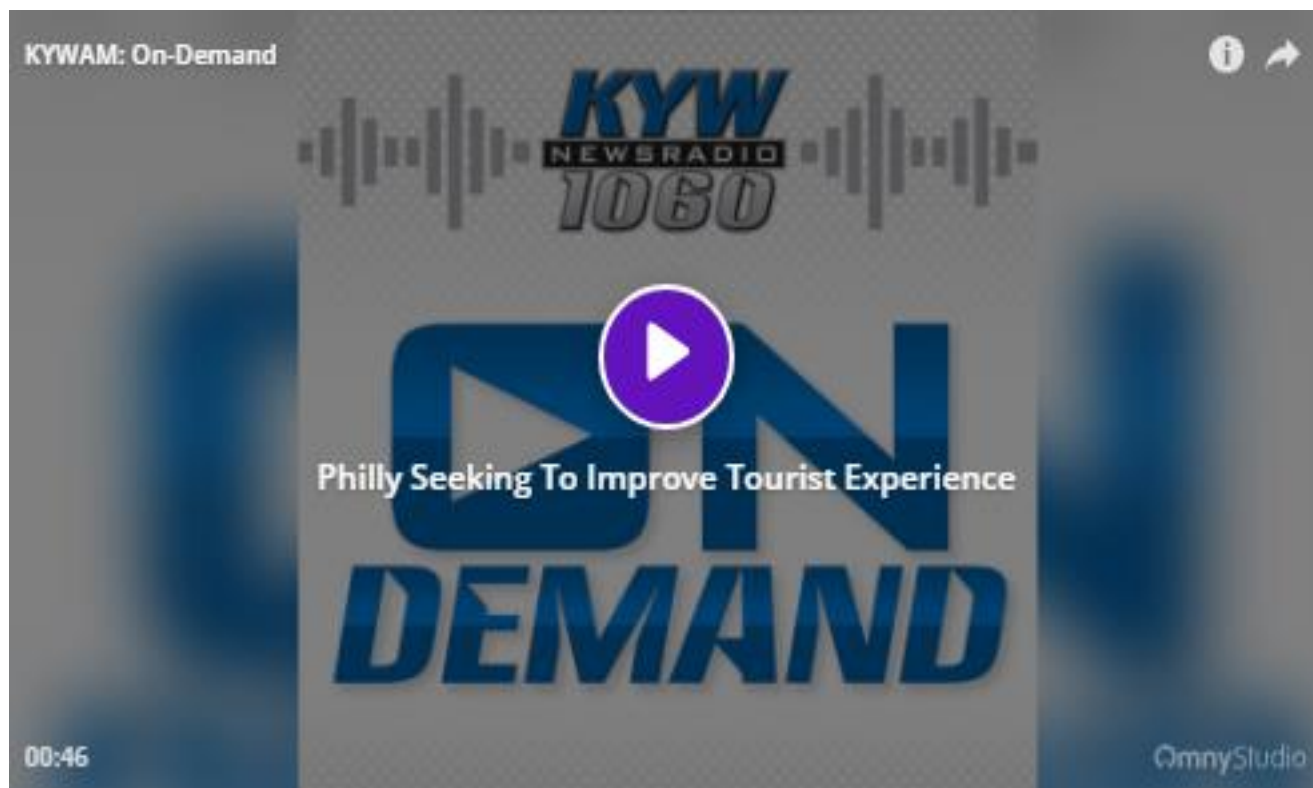 KYWAM: On-Demand
KYW
NEWSRADIO
1060
ON
Philly Seeking To Improve Tourist Experience
DEMAND
00:46
OmnyStudio